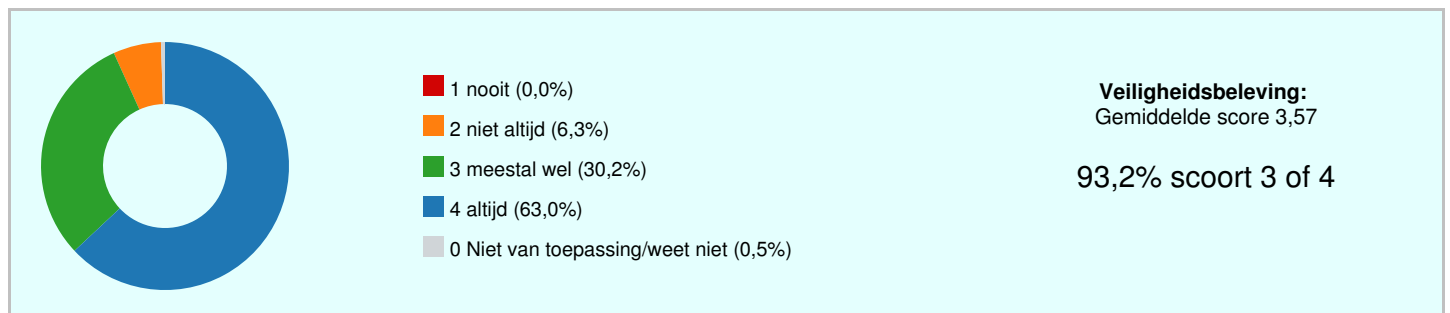 1 nooit (0,0%)
2 niet altijd (6,3%)
3 meestal wel (30,2%)
4 altijd (63,0%)
0 Niet van toepassing/weet niet (0,5%)
Veiligheidsbeleving:
Gemiddelde score 3,57
93,2% scoort 3 of 4